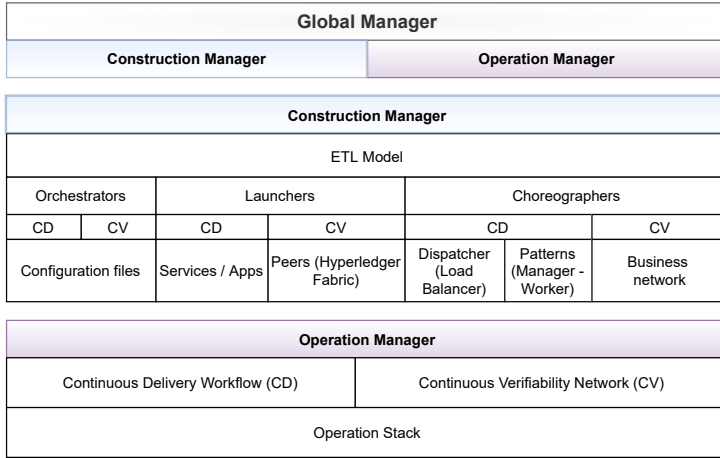 Global Manager
Construction Manager
Operation Manager
Construction Manager
ETL Model
Orchestrators
Launchers
Choreographers
CD
CV
CD
CV
CD
CV
Configuration files
Services / Apps
Peers (Hyperledger
Fabric)
Dispatcher
(Load
Balancer)
Patterns
(Manager -
Worker)
Business
network
Operation Manager
Continuous Delivery Workflow (CD)
Continuous Verifiability Network (CV)
Operation Stack